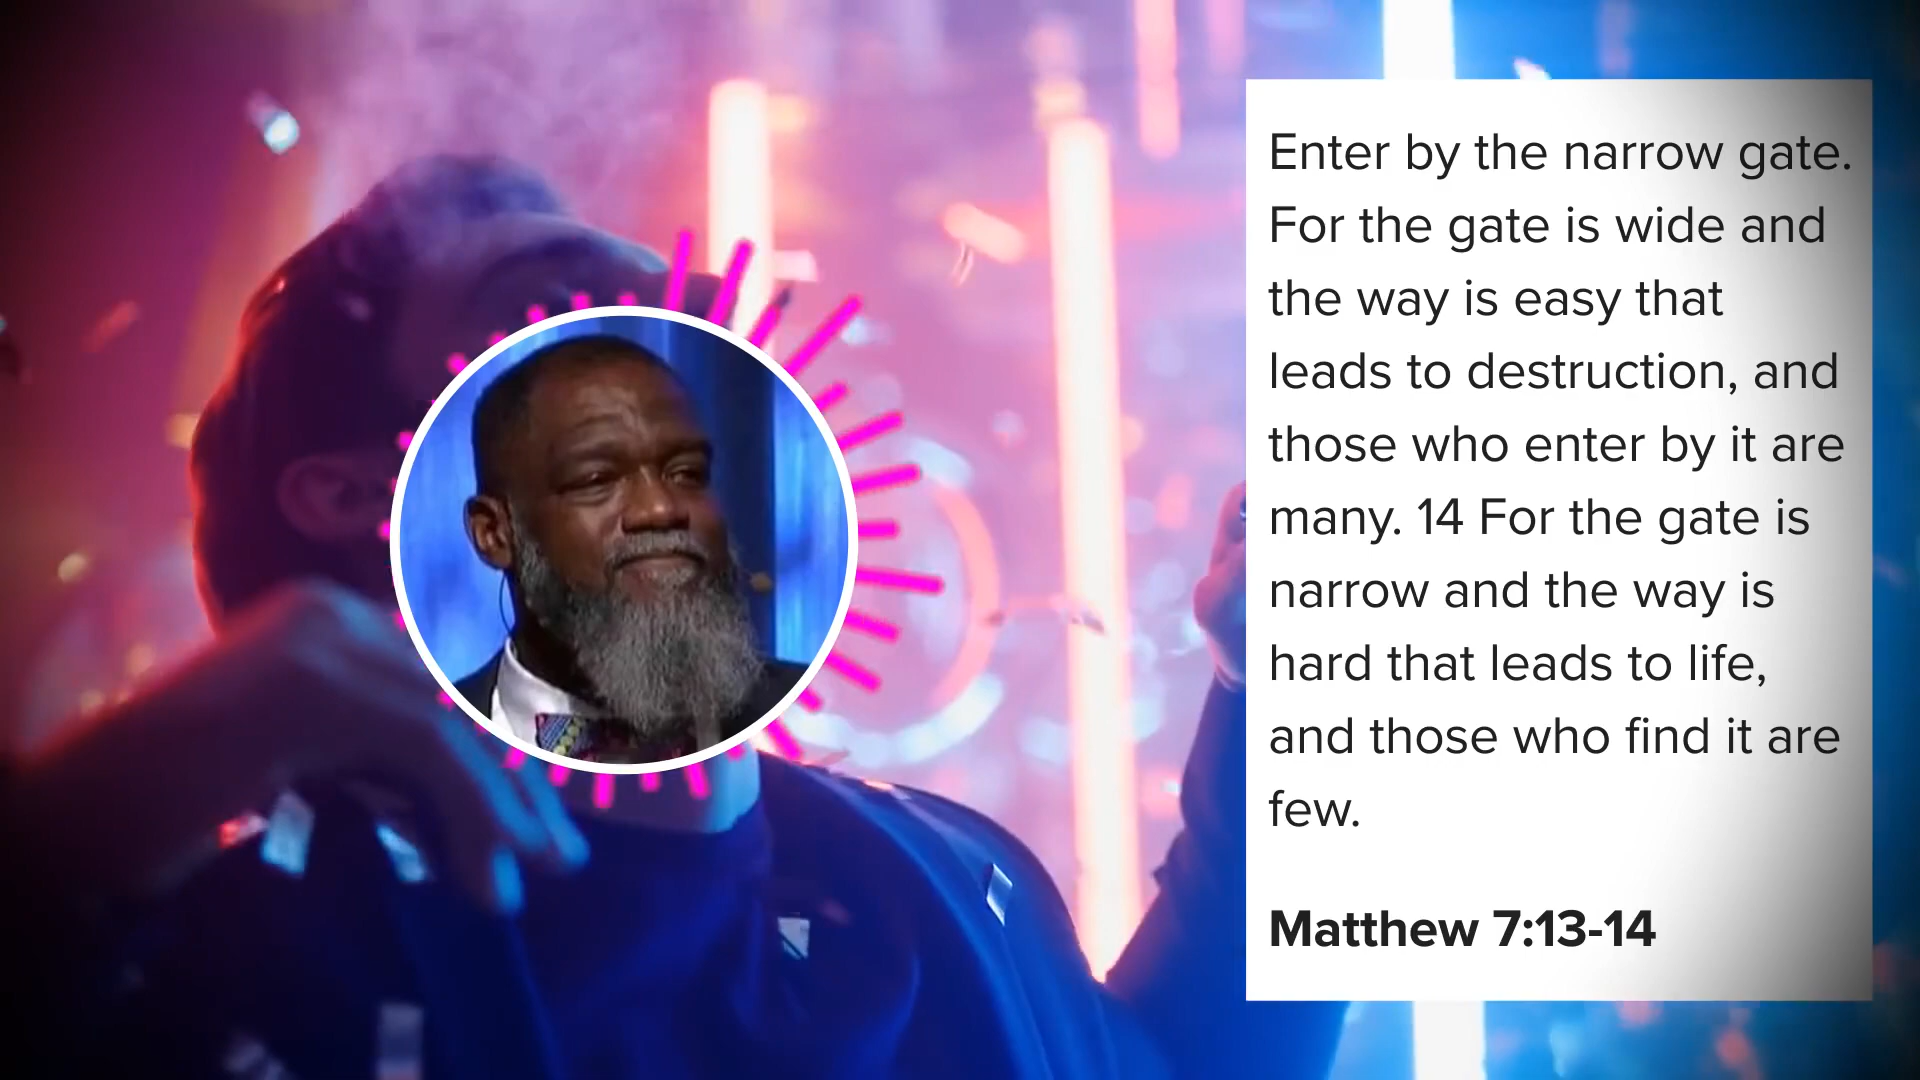 Enter by the narrow gate.
For the gate is wide and
the way is easy that
leads to destruction, and
those who enter by it are
many. 14 For the gate is
narrow and the way is
hard that leads to life,
and those who find it are
few.
Matthew 7:13-14